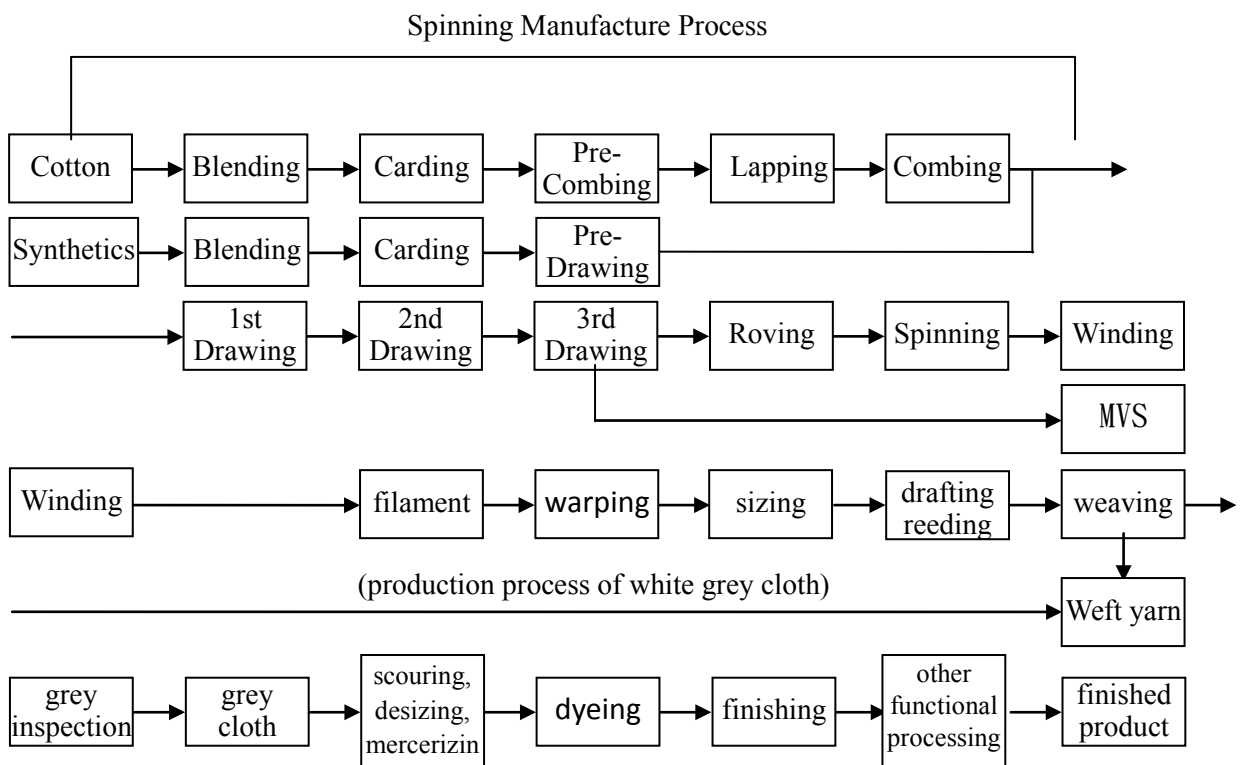 Spinning Manufacture Process
Cotton
Blending
Carding
Pre-
Combing
Lapping
Combing
Synthetics
Blending
Carding
Pre-
Drawing
1st
Drawing
2nd
Drawing
3rd
Drawing
Roving
Spinning
Winding
MVS
Winding
filament
warping
sizing
drafting
reeding
weaving
(production process of white grey cloth)
Weft yarn
grey
inspection
grey
cloth
scouring,
desizing,
mercerizin
dyeing
finishing
other
functional
processing
finished
product